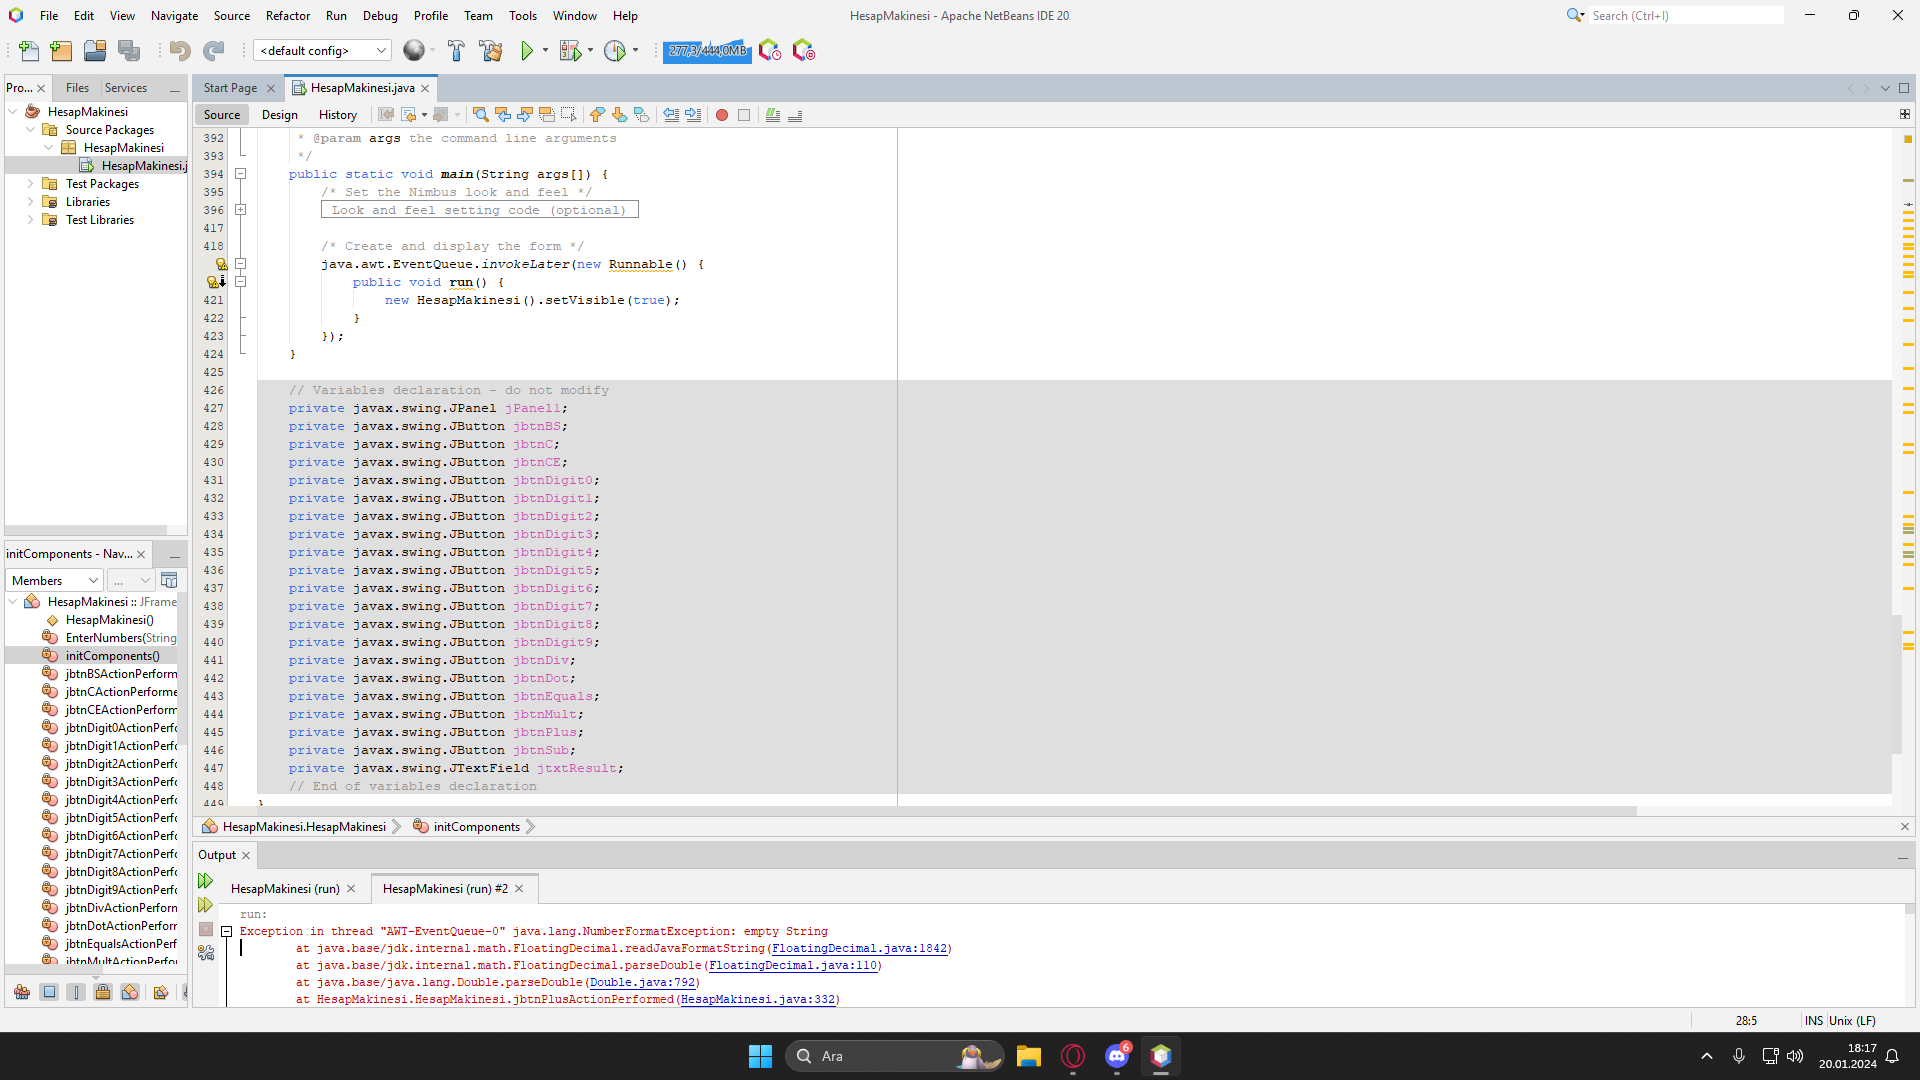 File Edit View Navigate Source Refactor Run Debug Profile Team Tools Window Help
HesapMakinesi - Apache NetBeans IDE 20
Search (Ctrl+I)
<default config>
277,3/444,0MB
Pro...
Files
Services
Start Page
HesapMakinesi.java
Source
Design
History
HesapMakinesi
Source Packages
HesapMakinesi
HesapMakinesi.j
Test Packages
Libraries
Test Libraries
392 * @param args the command line arguments
393 */
394 public static void main(String args[]) {
395 /* Set the Nimbus look and feel */
396 Look and feel setting code (optional)
417
418 /* Create and display the form */
java.awt.EventQueue.invokeLater(new Runnable() {
public void run() {
421 new HesapMakinesi().setVisible(true);
422 }
423 });
424 }
425
426 // Variables declaration - do not modify
427 private javax.swing.JPanel jPanel1;
428 private javax.swing.JButton jbtnBS;
429 private javax.swing.JButton jbtnC;
430 private javax.swing.JButton jbtnCE;
431 private javax.swing.JButton jbtnDigit0;
432 private javax.swing.JButton jbtnDigit1;
433 private javax.swing.JButton jbtnDigit2;
434 private javax.swing.JButton jbtnDigit3;
435 private javax.swing.JButton jbtnDigit4;
436 private javax.swing.JButton jbtnDigit5;
437 private javax.swing.JButton jbtnDigit6;
438 private javax.swing.JButton jbtnDigit7;
439 private javax.swing.JButton jbtnDigit8;
440 private javax.swing.JButton jbtnDigit9;
441 private javax.swing.JButton jbtnDiv;
442 private javax.swing.JButton jbtnDot;
443 private javax.swing.JButton jbtnEquals;
444 private javax.swing.JButton jbtnMult;
445 private javax.swing.JButton jbtnPlus;
446 private javax.swing.JButton jbtnSub;
447 private javax.swing.JTextField jtxtResult;
448 // End of variables declaration
449 }
initComponents - Nav...
Members
...
HesapMakinesi :: JFrame
HesapMakinesi()
EnterNumbers(String
initComponents()
jbtnBSActionPerform
jbtnCActionPerforme
jbtnCEActionPerform
jbtnDigit0ActionPerfo
jbtnDigit1ActionPerfo
jbtnDigit2ActionPerfo
jbtnDigit3ActionPerfo
jbtnDigit4ActionPerfo
jbtnDigit5ActionPerfo
jbtnDigit6ActionPerfo
jbtnDigit7ActionPerfo
jbtnDigit8ActionPerfo
jbtnDigit9ActionPerfo
jbtnDivActionPerforn
jbtnDotActionPerforn
jbtnEqualsActionPerf
jbtnMultActionPerfor
HesapMakinesi.HesapMakinesi
initComponents
Output
HesapMakinesi (run)
HesapMakinesi (run) #2
run:
Exception in thread "AWT-EventQueue-0" java.lang.NumberFormatException: empty String
at java.base/jdk.internal.math.FloatingDecimal.readJavaFormatString(FloatingDecimal.java:1842)
at java.base/jdk.internal.math.FloatingDecimal.parseDouble(FloatingDecimal.java:110)
at java.base/java.lang.Double.parseDouble(Double.java:792)
at HesapMakinesi.HesapMakinesi.jbtnPlusActionPerformed(HesapMakinesi.java:332)
28:5
INS
Unix (LF)
Ara
6
18:17
20.01.2024